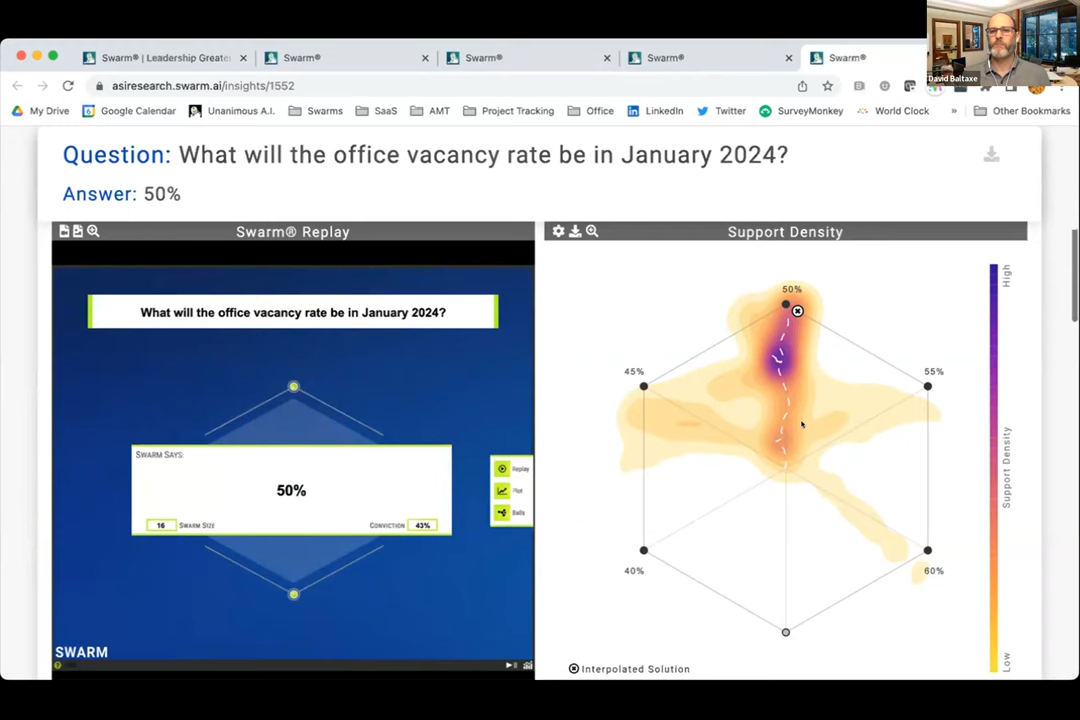 Swarm® | Leadership Greate
Swarm®
Swarm®
Swarm®
Swarm®
David Baltaxe
asiresearch.swarm.ai/insights/1552
My Drive
Google Calendar
Unanimous A.I.
Swarms
SaaS
AMT
Project Tracking
Office
LinkedIn
Twitter
SurveyMonkey
World Clock
»
Other Bookmarks
Question: What will the office vacancy rate be in January 2024?
Answer: 50%
Swarm® Replay
Support Density
What will the office vacancy rate be in January 2024?
SWARM SAYS:
50%
16 SWARM SIZE
CONVICTION 43%
Replay
Plot
Balls
SWARM
50%
45%
55%
40%
60%
High
Support Density
Low
Interpolated Solution